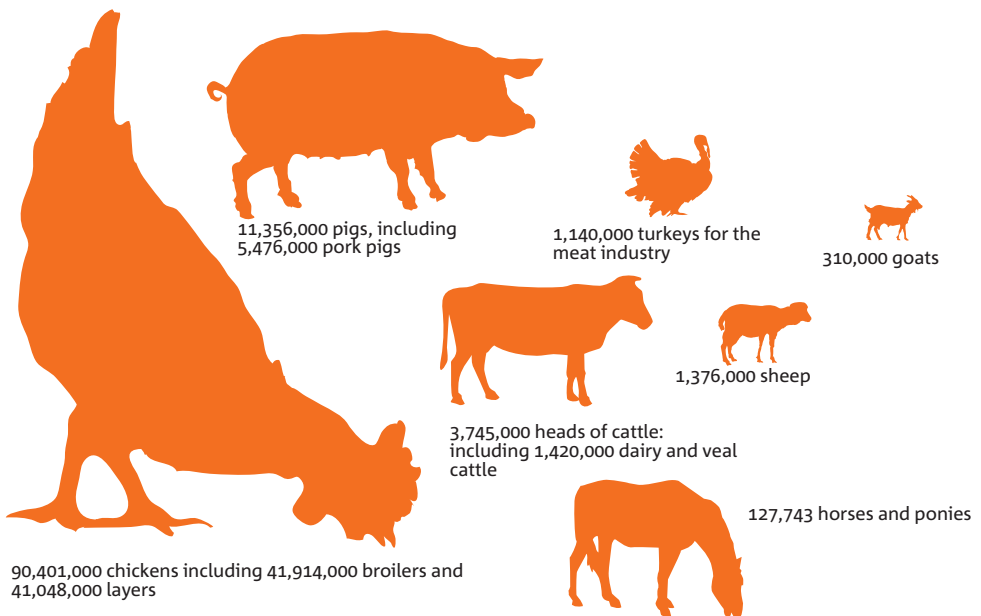 11,356,000 pigs, including
5,476,000 pork pigs
1,140,000 turkeys for the
meat industry
310,000 goats
1,376,000 sheep
3,745,000 heads of cattle:
including 1,420,000 dairy and veal
cattle
127,743 horses and ponies
90,401,000 chickens including 41,914,000 broilers and
41,048,000 layers